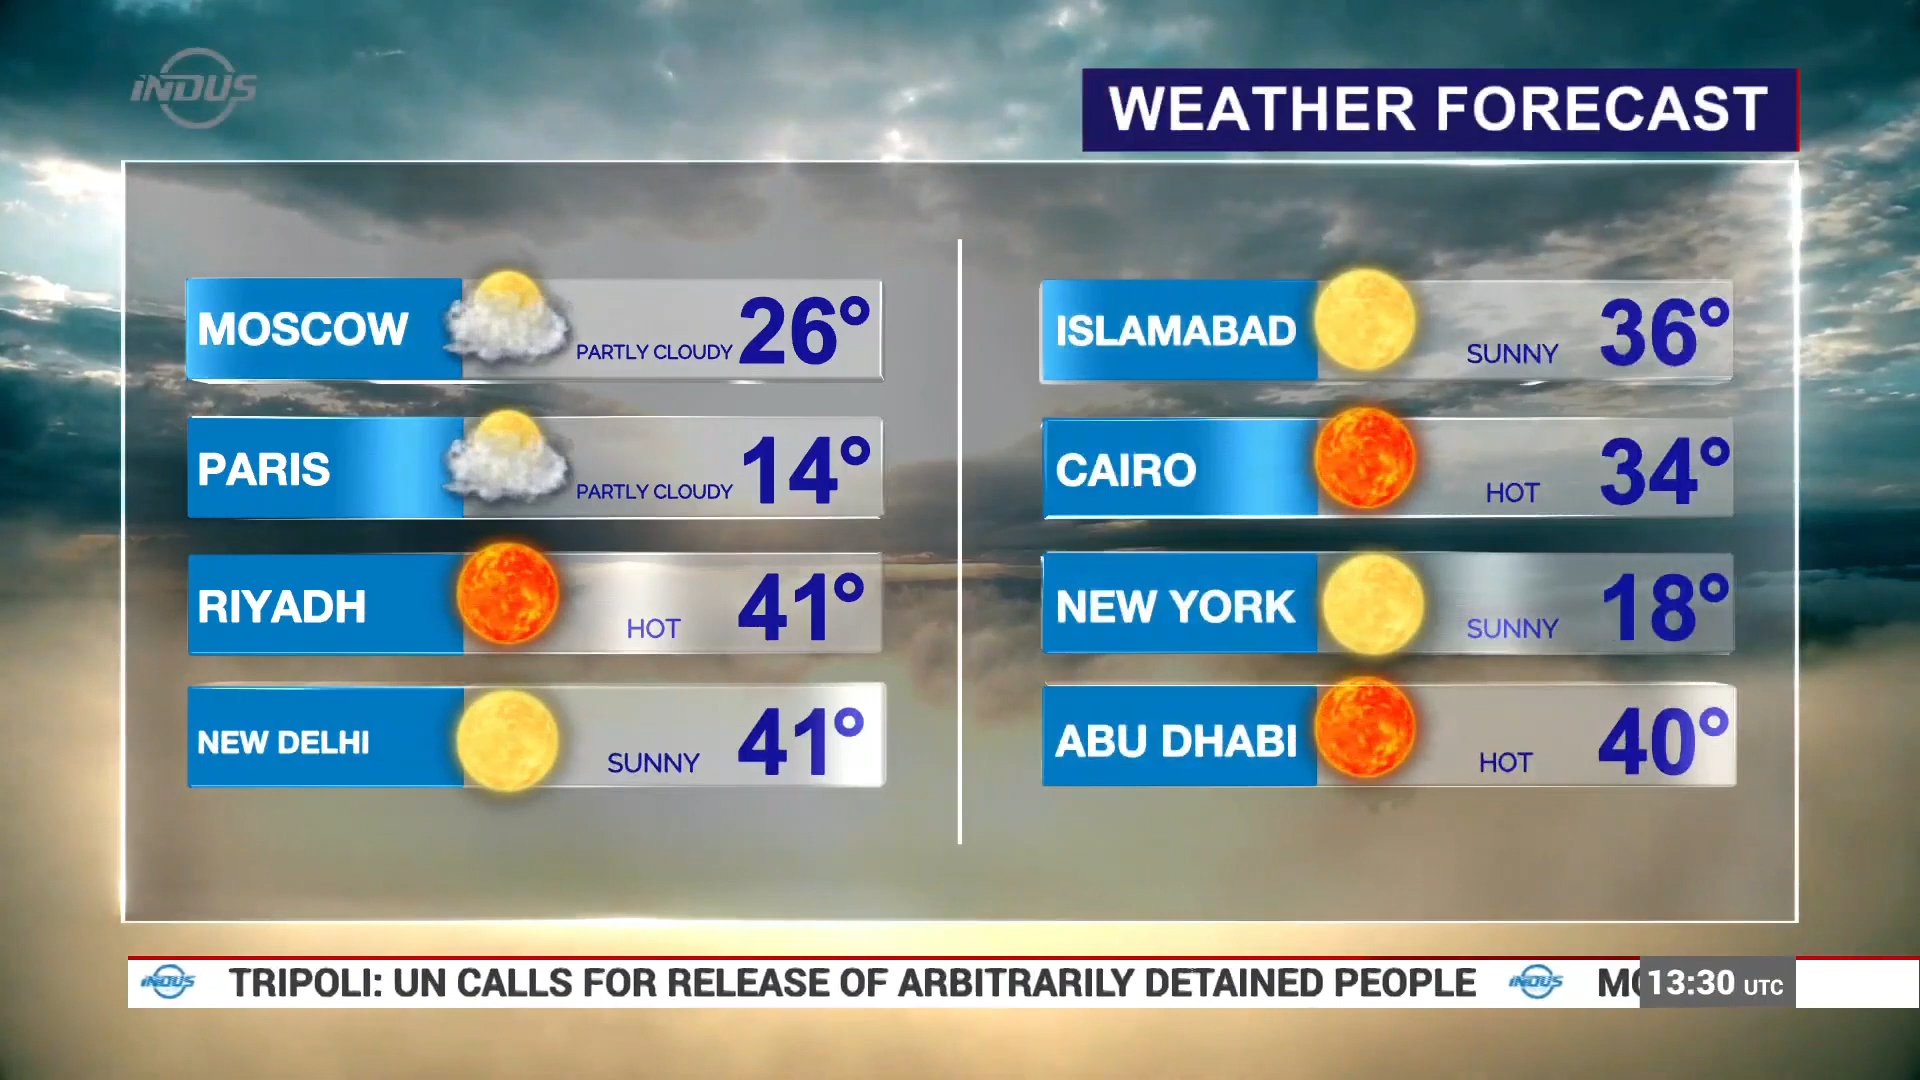 iNDUS
WEATHER FORECAST
MOSCOW PARTLY CLOUDY 26°
PARIS PARTLY CLOUDY 14°
RIYADH HOT 41°
NEW DELHI SUNNY 41°
ISLAMABAD SUNNY 36°
CAIRO HOT 34°
NEW YORK SUNNY 18°
ABU DHABI HOT 40°
iNDUS TRIPOLI: UN CALLS FOR RELEASE OF ARBITRARILY DETAINED PEOPLE iNDUS
13:30 UTC